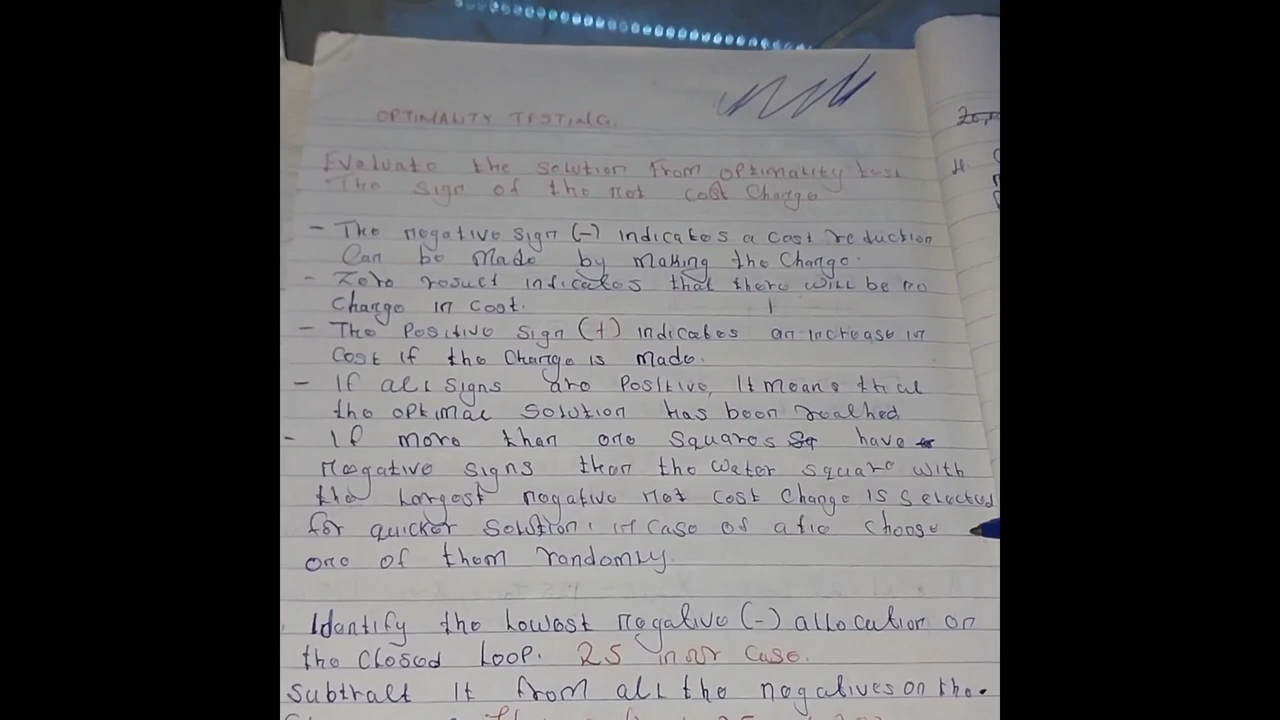 OPTIMALITY TESTING.
Evaluate the solution from optimality test
The sign of the net cost change
- The negative sign (-) indicates a cost reduction
Can be made by making the change.
- Zero result indicates that there will be no
change in cost.
- The positive sign (+) indicates an increase in
cost if the change is made.
- If all signs are positive, it means that
the optimal solution has been realhed
- If more than one squares have
negative signs then the water square with
the largest negative net cost change is selected
for quicker solution, in case of a tie choose
one of them randomly.
Identify the lowest negative (-) allocation on
the closed loop. 25 in our case.
Subtralt it from all the negatives on the